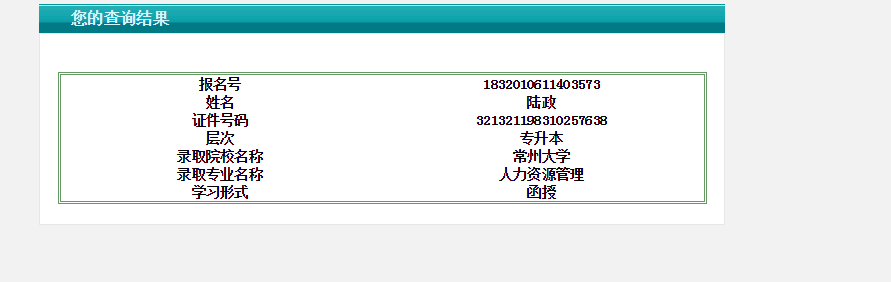 您的查询结果
报名号 1832010611403573
姓名 陆政
证件号码 321321198310257638
层次 专升本
录取院校名称 常州大学
录取专业名称 人力资源管理
学习形式 函授